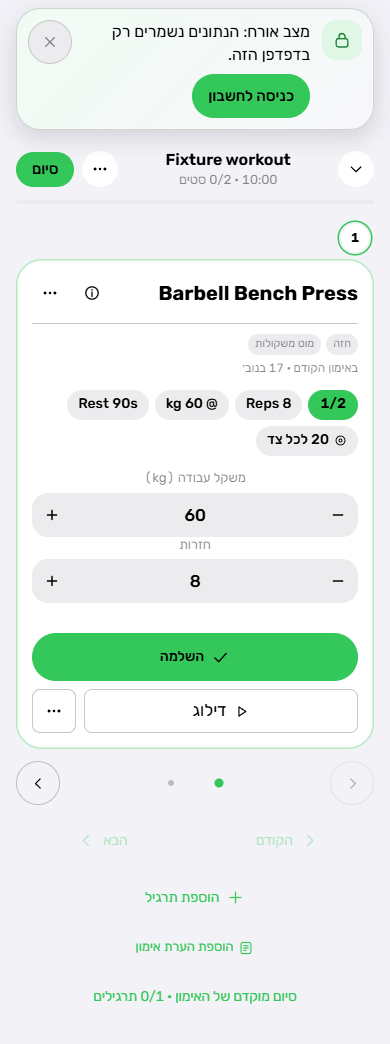 מצב אורח: הנתונים נשמרים רק
בדפדפן הזה.
כניסה לחשבון
Fixture workout
10:00 • 0/2 סטים
סיום
1
Barbell Bench Press
חזה
מוט משקולות
באימון הקודם • 17 בנוב׳
1/2
8 Reps
@ 60 kg
Rest 90s
20 לכל צד
משקל עבודה (kg)
60
חזרות
8
השלמה
דילוג
הקודם
הבא
הוספת תרגיל
הוספת הערת אימון
סיום מוקדם של האימון • 0/1 תרגילים